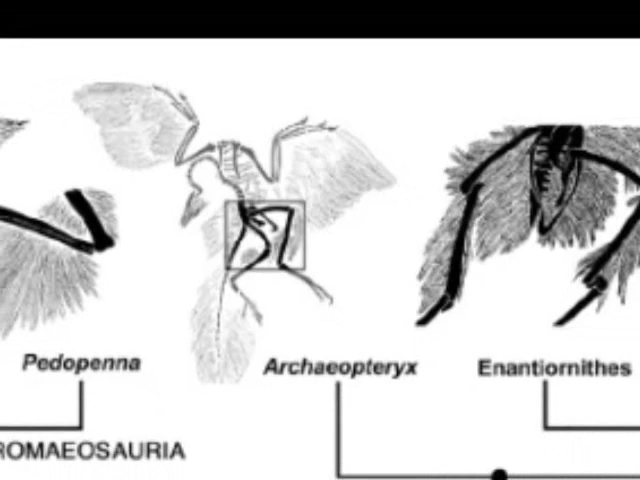 Pedopenna
Archaeopteryx
Enantiornithes
ROMAEOSAURIA